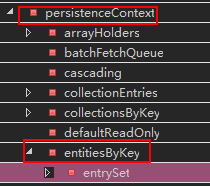 persistenceContext
arrayHolders
batchFetchQueue
cascading
collectionEntries
collectionsByKey
defaultReadOnly
entitiesByKey
entrySet